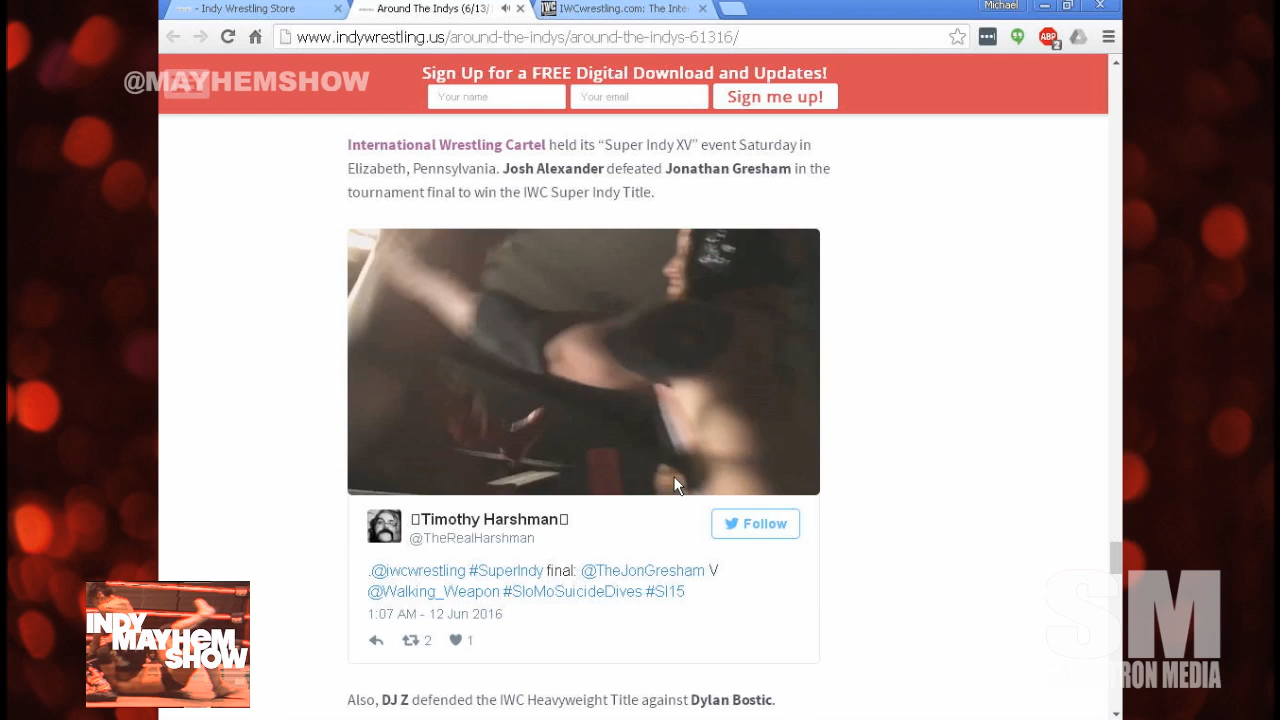 - Indy Wrestling Store
Around The Indys (6/13/
IWCwrestling.com: The Inte
Michael
www.indywrestling.us/around-the-indys/around-the-indys-61316/
ABP
2
@MAYHEMSHOW
Sign Up for a FREE Digital Download and Updates!
Your name
Your email
Sign me up!
International Wrestling Cartel held its “Super Indy XV” event Saturday in
Elizabeth, Pennsylvania. Josh Alexander defeated Jonathan Gresham in the
tournament final to win the IWC Super Indy Title.
Timothy Harshman
@TheRealHarshman
Follow
.@iwcwrestling #SuperIndy final: @TheJonGresham V
@Walking_Weapon #SloMoSuicideDives #SI15
1:07 AM - 12 Jun 2016
2
1
Also, DJ Z defended the IWC Heavyweight Title against Dylan Bostic.
INDY
MAYHEM
SHOW
SM
TRON MEDIA